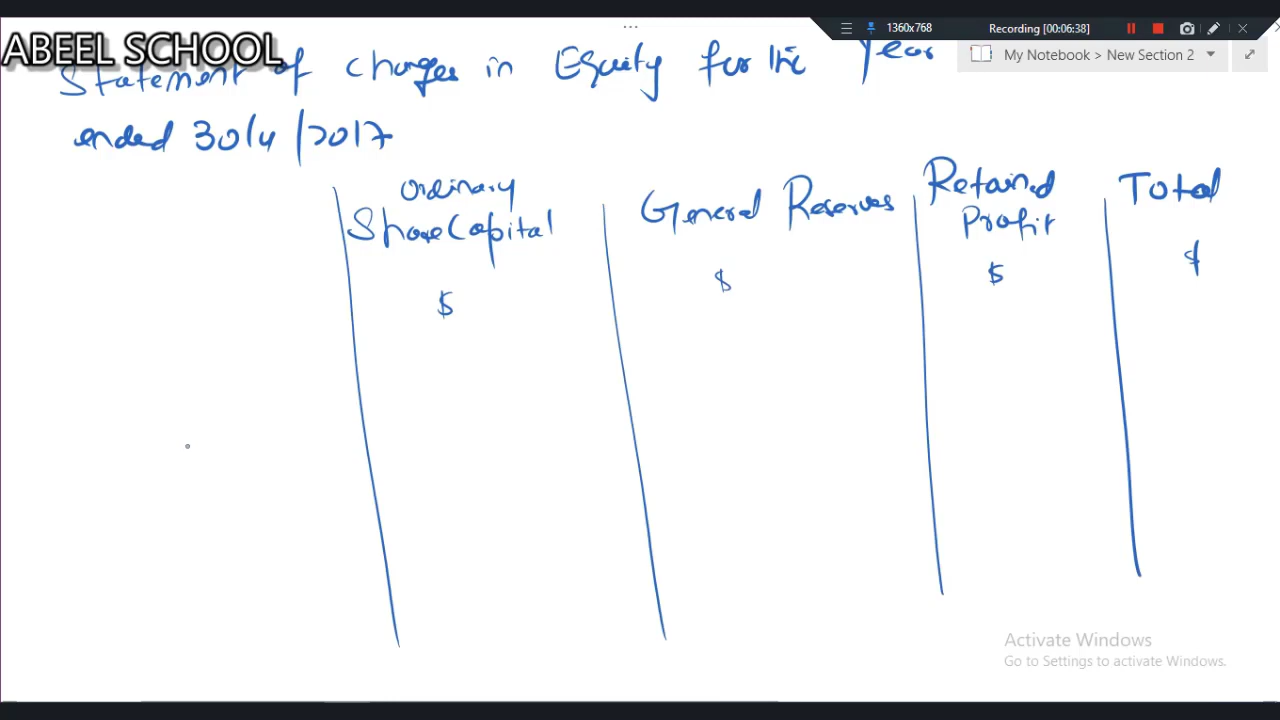 1360x768 Recording [00:06:38]
ABEEL SCHOOL
My Notebook > New Section 2
Statement of changes in Equity for the year
ended 30/4/2017
Ordinary Share Capital
General Reserves
Retained Profit
Total
$ $ $ $
Activate Windows
Go to Settings to activate Windows.